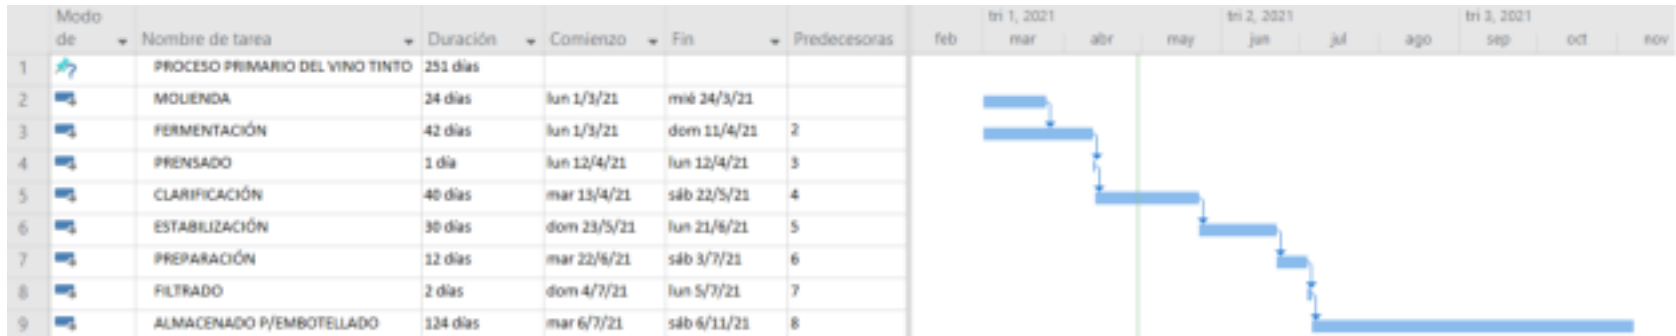 Modo de Nombre de tarea Duración Comienzo Fin Predecesoras
tri 1, 2021 tri 2, 2021 tri 3, 2021
feb mar abr may jun jul ago sep oct nov
1 PROCESO PRIMARIO DEL VINO TINTO 251 días
2 MOLIENDA 24 días lun 1/3/21 mié 24/3/21
3 FERMENTACIÓN 42 días lun 1/3/21 dom 11/4/21 2
4 PRENSADO 1 día lun 12/4/21 lun 12/4/21 3
5 CLARIFICACIÓN 40 días mar 13/4/21 sáb 22/5/21 4
6 ESTABILIZACIÓN 30 días dom 23/5/21 lun 21/6/21 5
7 PREPARACIÓN 12 días mar 22/6/21 sáb 3/7/21 6
8 FILTRADO 2 días dom 4/7/21 lun 5/7/21 7
9 ALMACENADO P/EMBOTELLADO 124 días mar 6/7/21 sáb 6/11/21 8